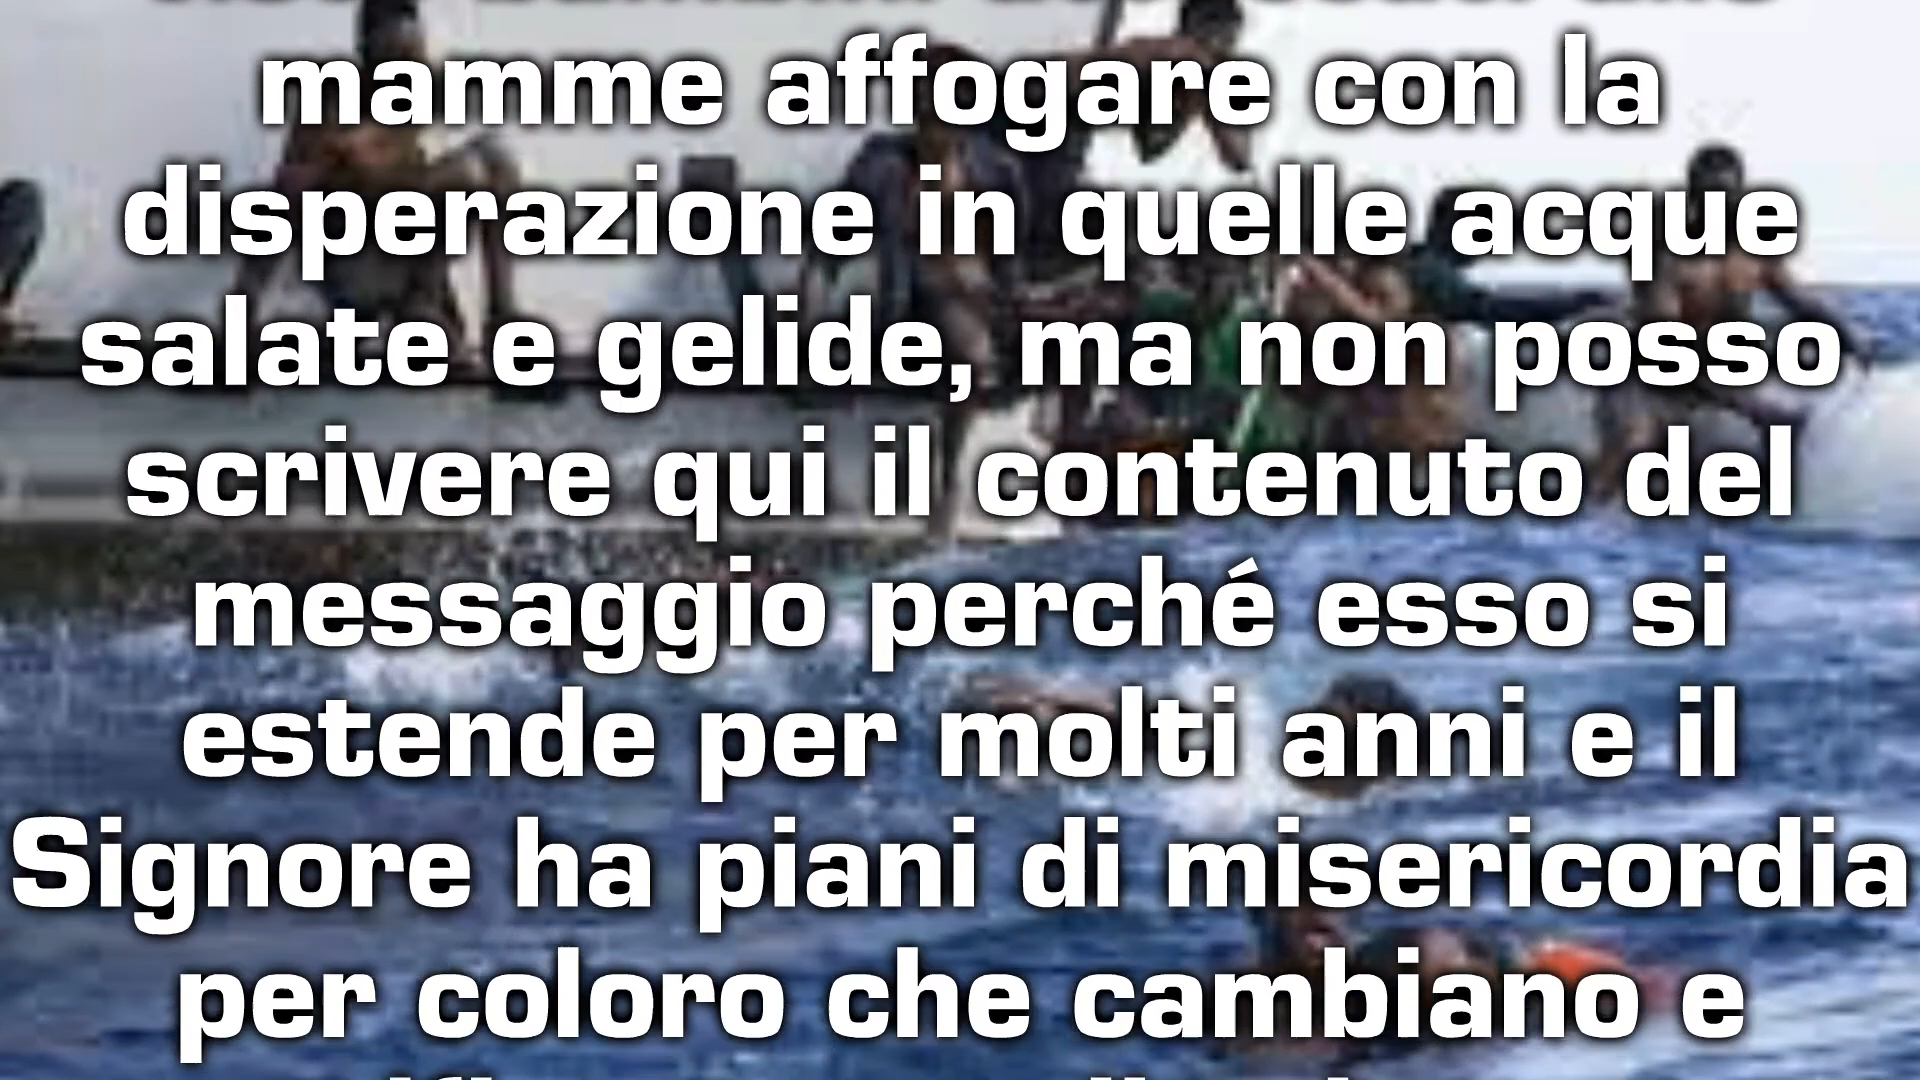 mamme affogare con la
disperazione in quelle acque
salate e gelide, ma non posso
scrivere qui il contenuto del
messaggio perché esso si
estende per molti anni e il
Signore ha piani di misericordia
per coloro che cambiano e